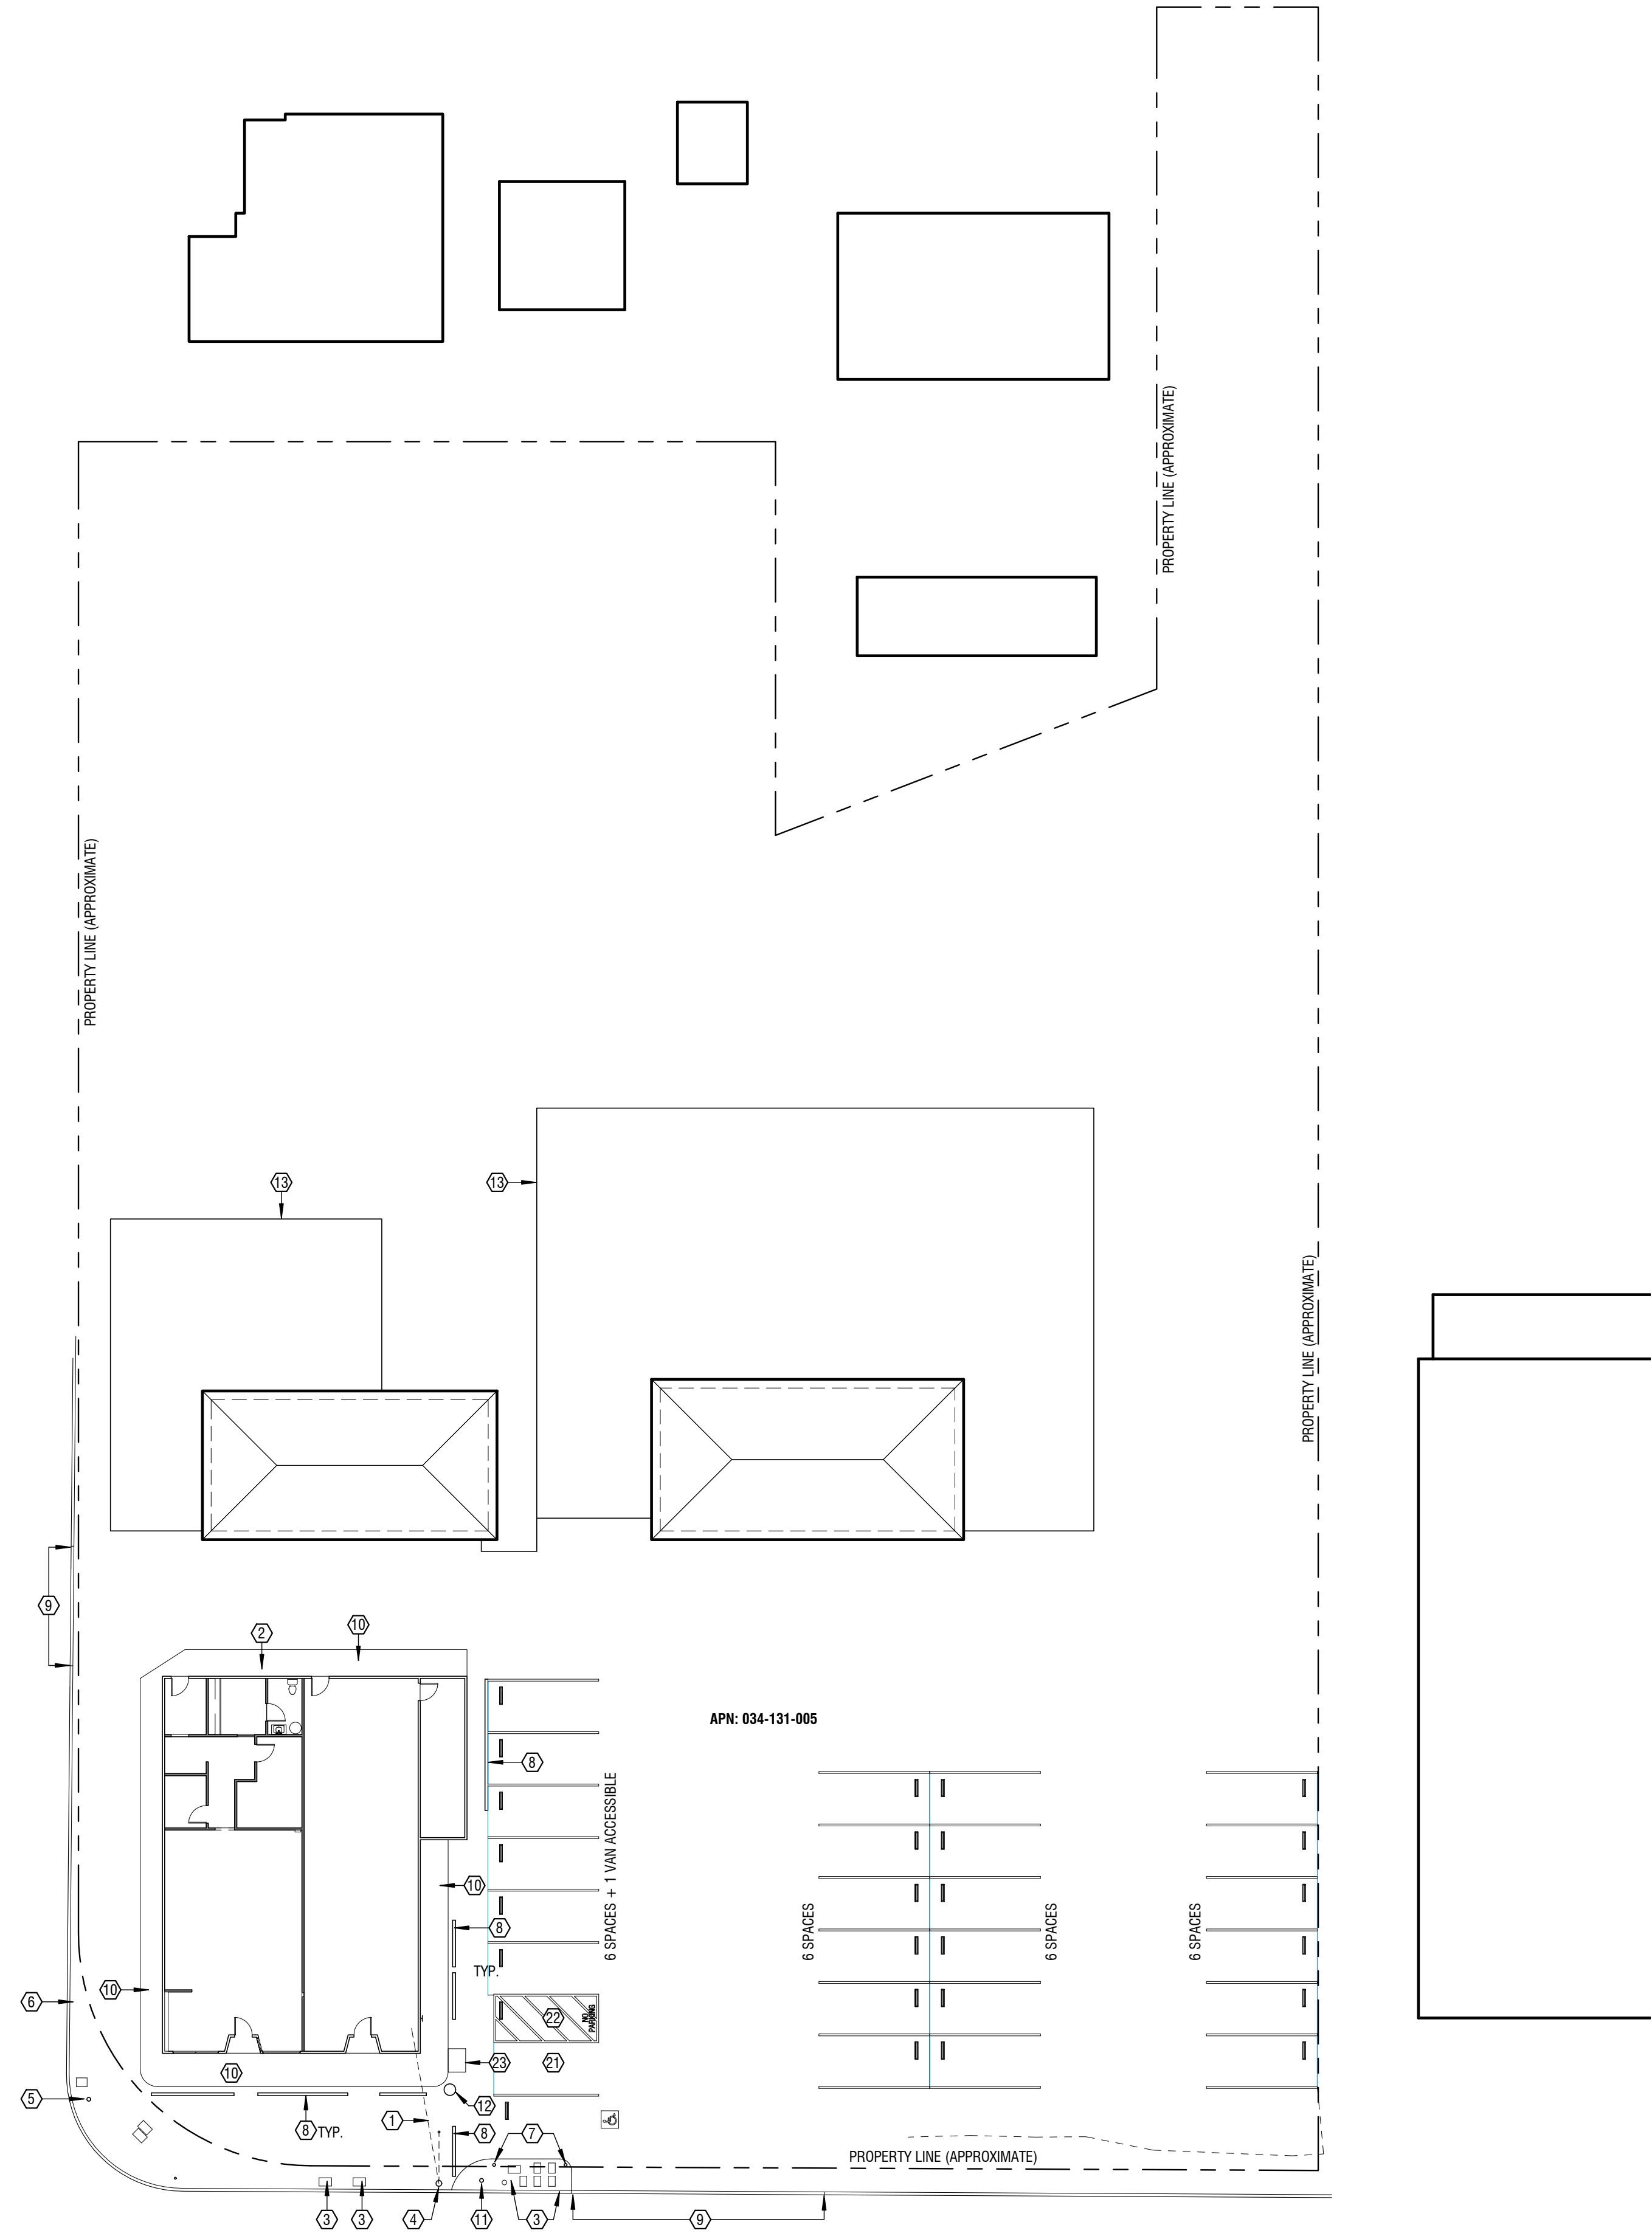 PROPERTY LINE (APPROXIMATE)
PROPERTY LINE (APPROXIMATE)
13
13
PROPERTY LINE (APPROXIMATE)
9
2
10
APN: 034-131-005
8
6 SPACES + 1 VAN ACCESSIBLE
10
8
6 SPACES
6 SPACES
6 SPACES
TYP.
10
6
22
NO
PARKING
23
21
10
5
12
1
8
TYP.
8
7
PROPERTY LINE (APPROXIMATE)
3
3
4
11
3
9